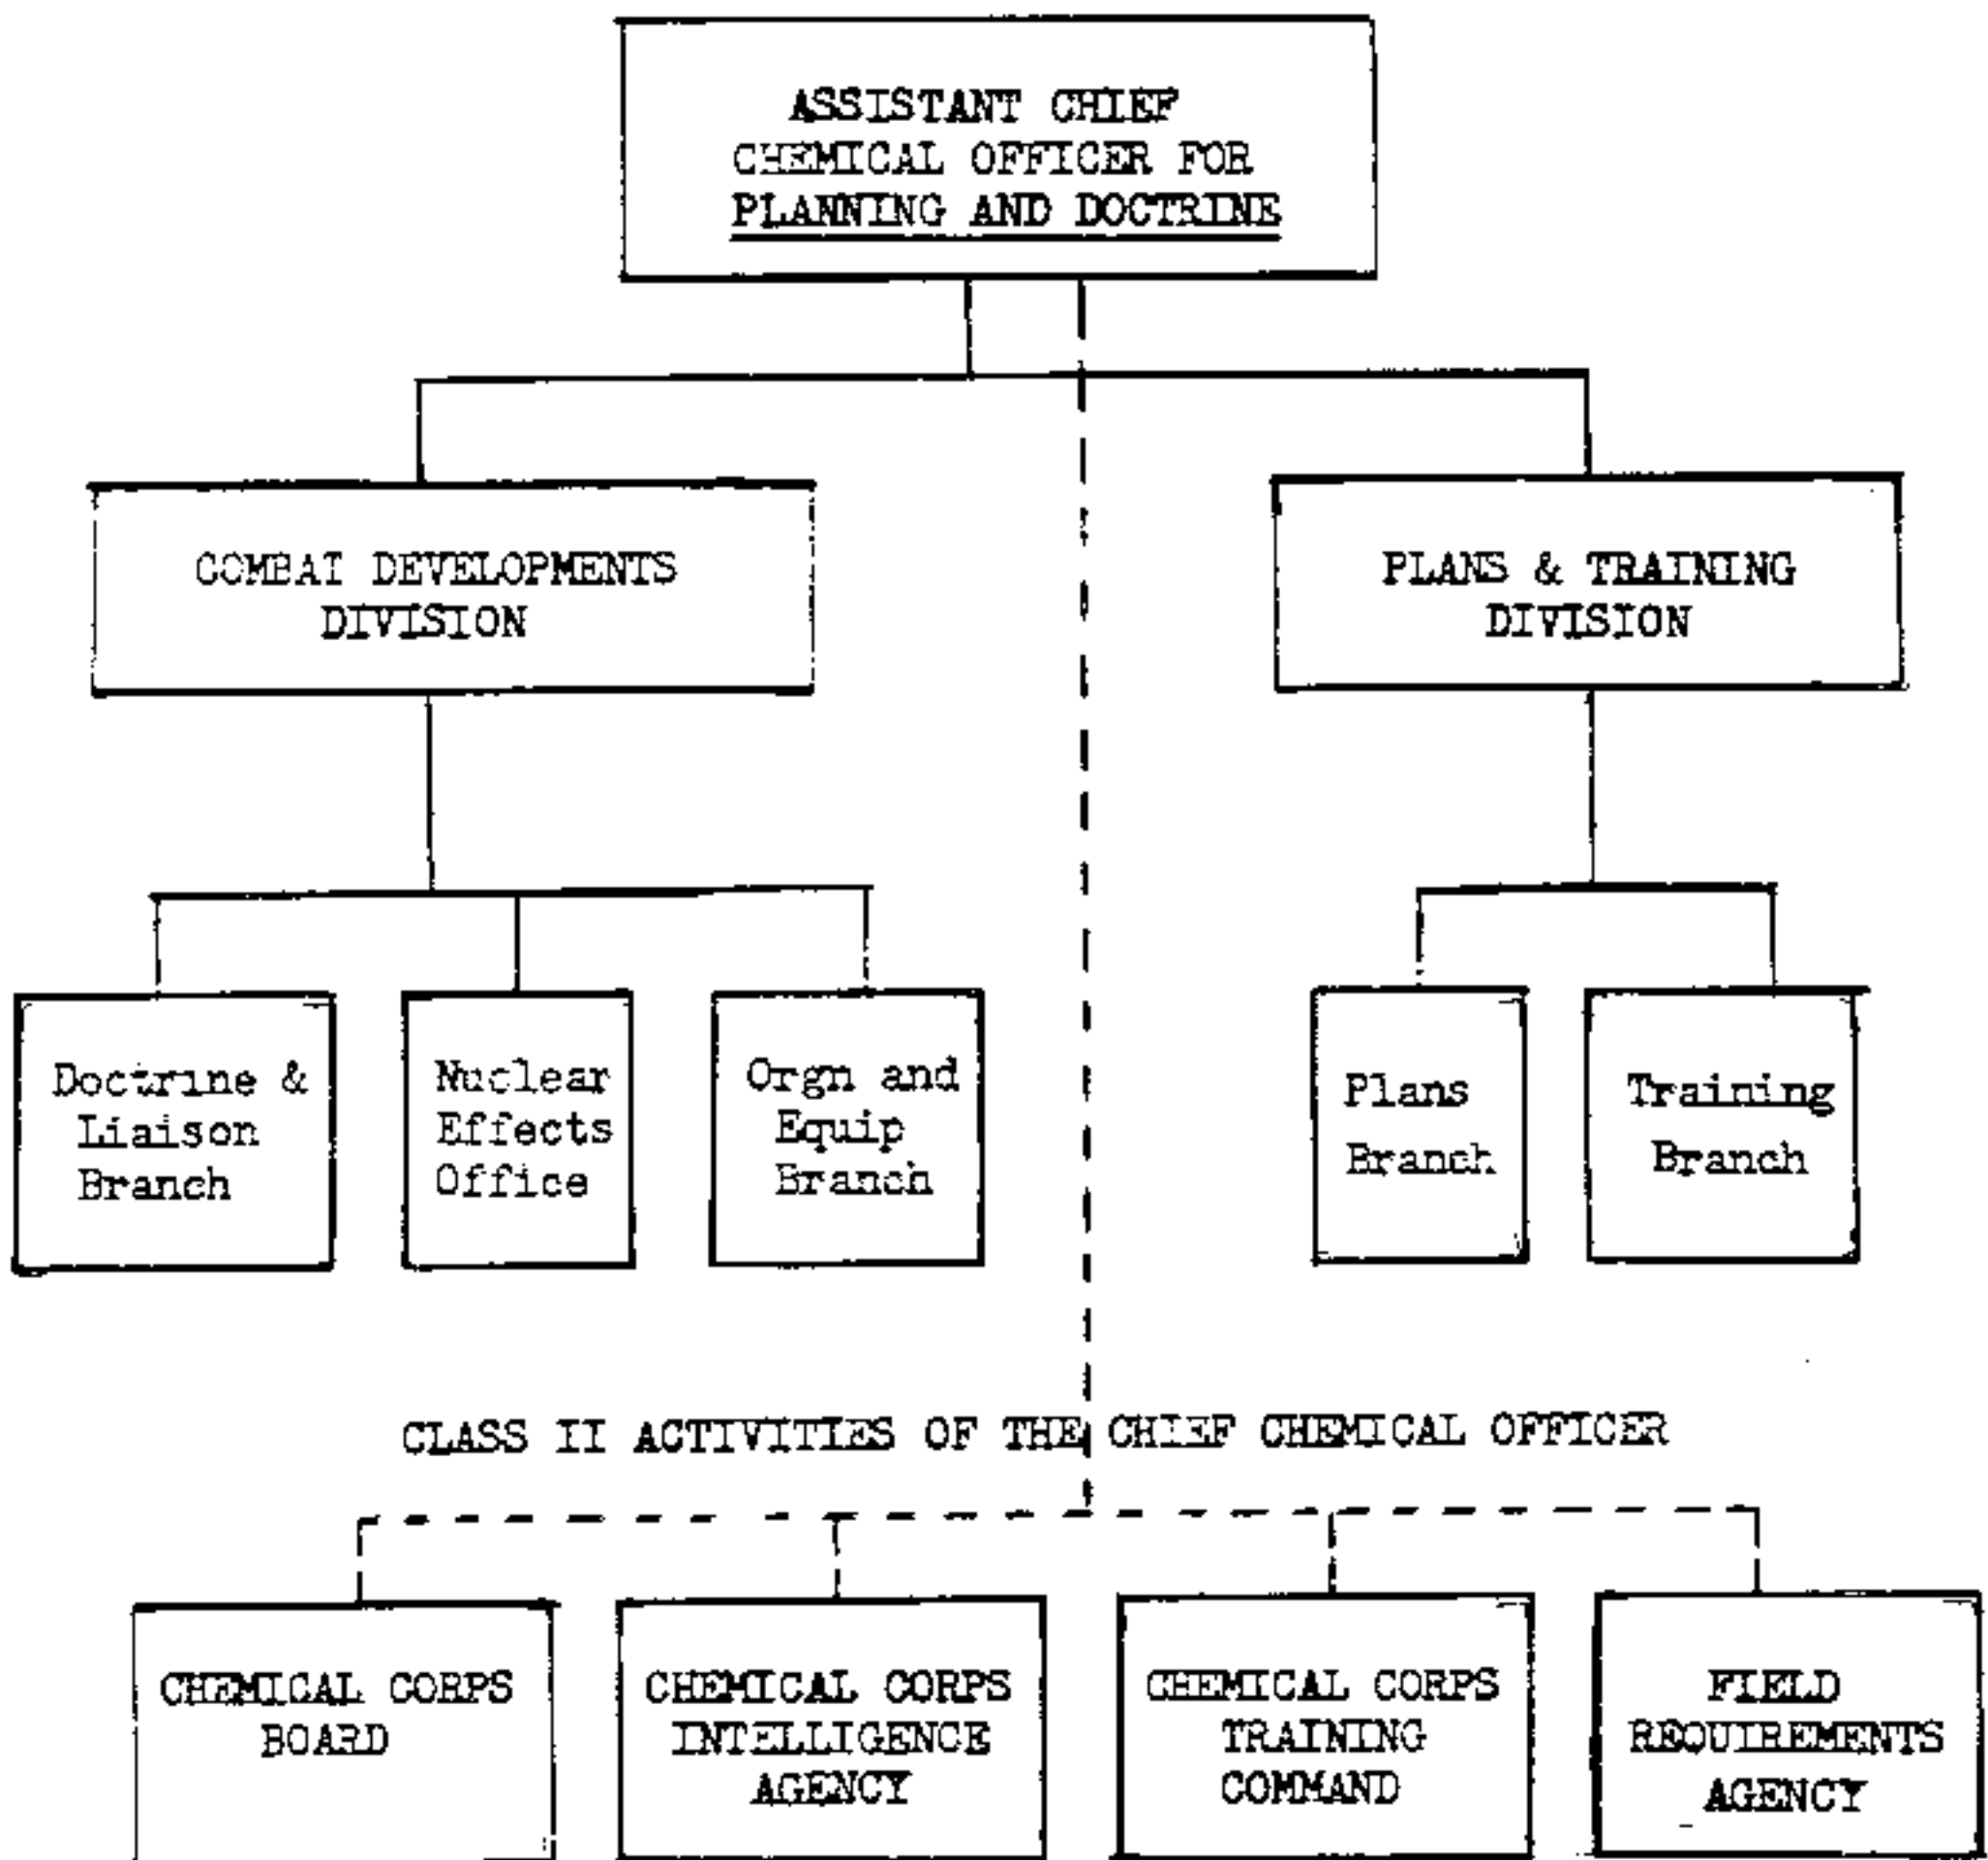 ASSISTANT CHIEF
CHEMICAL OFFICER FOR
PLANNING AND DOCTRINE
COMBAT DEVELOPMENTS
DIVISION
PLANS & TRAINING
DIVISION
Doctrine &
Liaison
Branch
Nuclear
Effects
Office
Orgn and
Equip
Branch
Plans
Branch
Training
Branch
CLASS II ACTIVITIES OF THE CHIEF CHEMICAL OFFICER
CHEMICAL CORPS
BOARD
CHEMICAL CORPS
INTELLIGENCE
AGENCY
CHEMICAL CORPS
TRAINING
COMMAND
FIELD
REQUIREMENTS
AGENCY